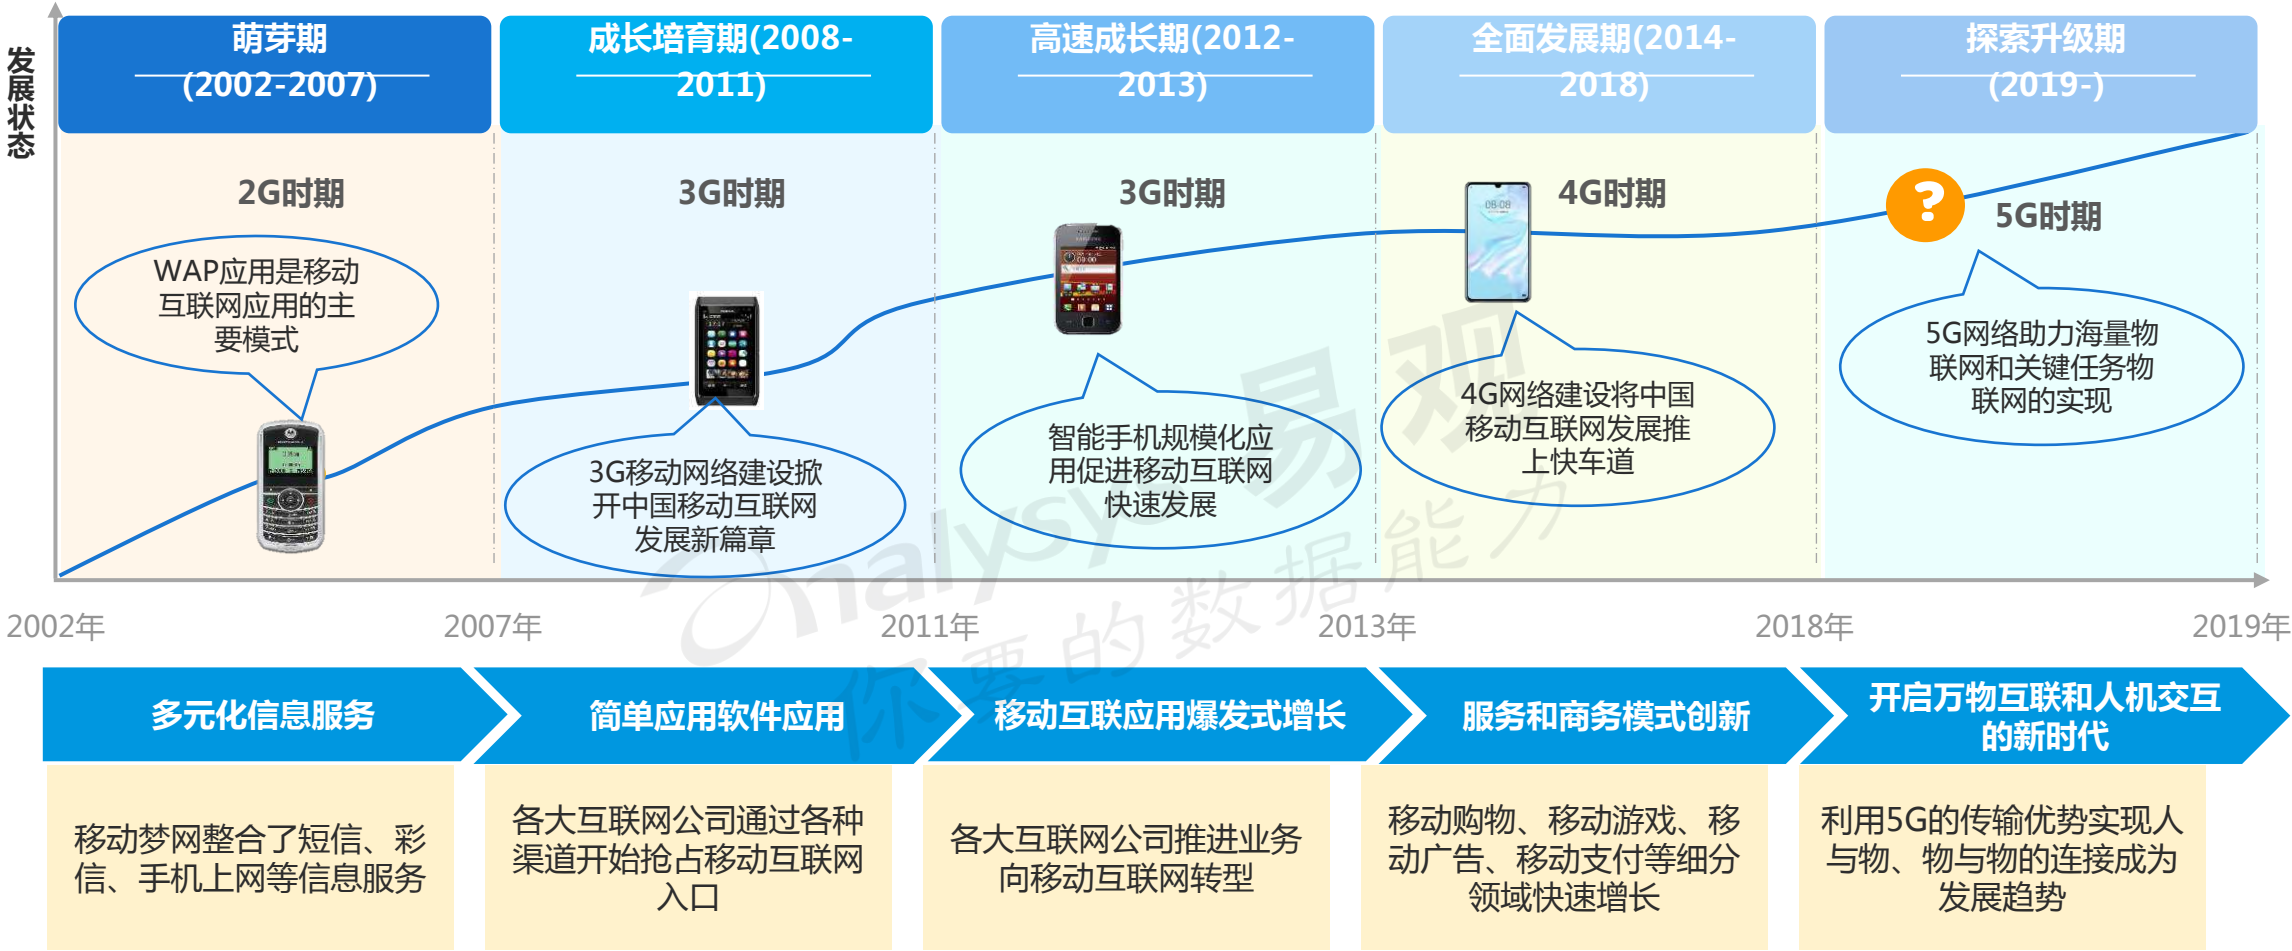 发展状态
萌芽期
(2002-2007)
成长培育期(2008-
2011)
高速成长期(2012-
2013)
全面发展期(2014-
2018)
探索升级期
(2019-)
2G时期
3G时期
3G时期
4G时期
?
5G时期
WAP应用是移动
互联网应用的主
要模式
3G移动网络建设掀
开中国移动互联网
发展新篇章
智能手机规模化应
用促进移动互联网
快速发展
4G网络建设将中国
移动互联网发展推
上快车道
5G网络助力海量物
联网和关键任务物
联网的实现
08:08
analysys 易观
你要的数据能力
2002年
2007年
2011年
2013年
2018年
2019年
多元化信息服务
简单应用软件应用
移动互联应用爆发式增长
服务和商务模式创新
开启万物互联和人机交互
的新时代
移动梦网整合了短信、彩
信、手机上网等信息服务
各大互联网公司通过各种
渠道开始抢占移动互联网
入口
各大互联网公司推进业务
向移动互联网转型
移动购物、移动游戏、移
动广告、移动支付等细分
领域快速增长
利用5G的传输优势实现人
与物、物与物的连接成为
发展趋势